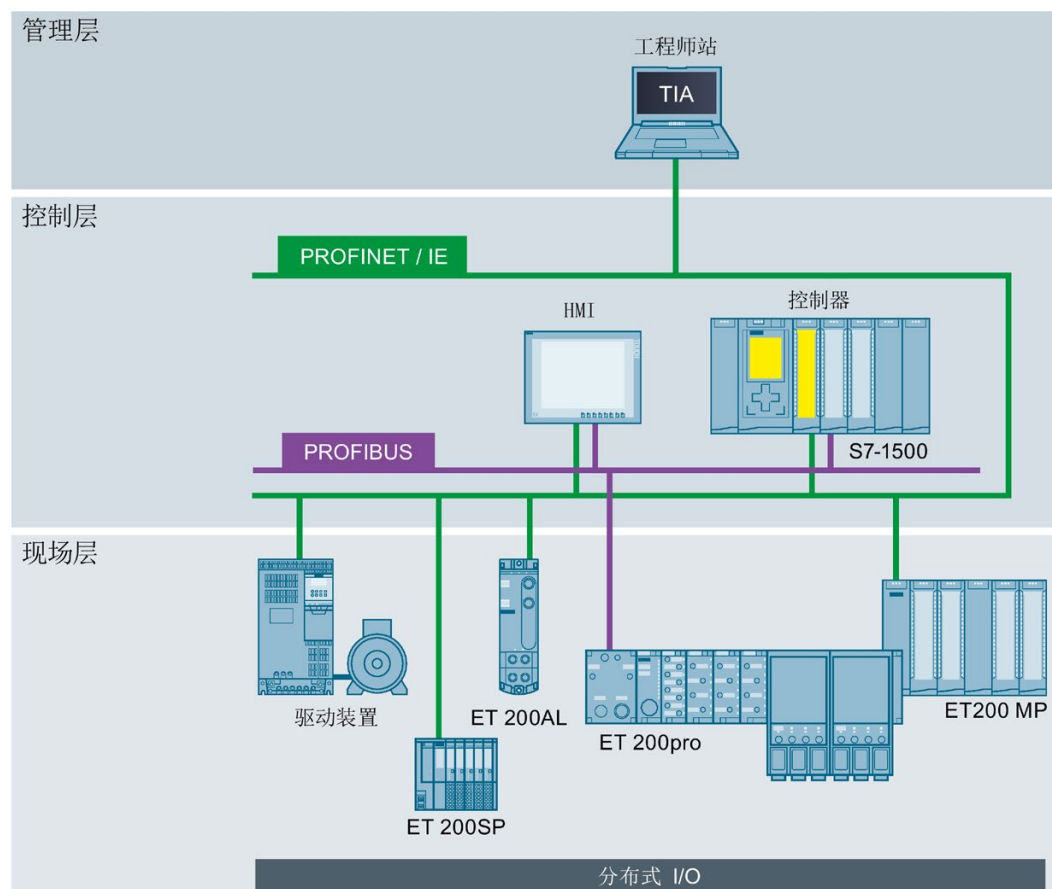 管理层
工程师站
TIA
控制层
PROFINET / IE
HMI
控制器
PROFIBUS
S7-1500
现场层
驱动装置
ET 200AL
ET 200pro
ET200 MP
ET 200SP
分布式 I/O